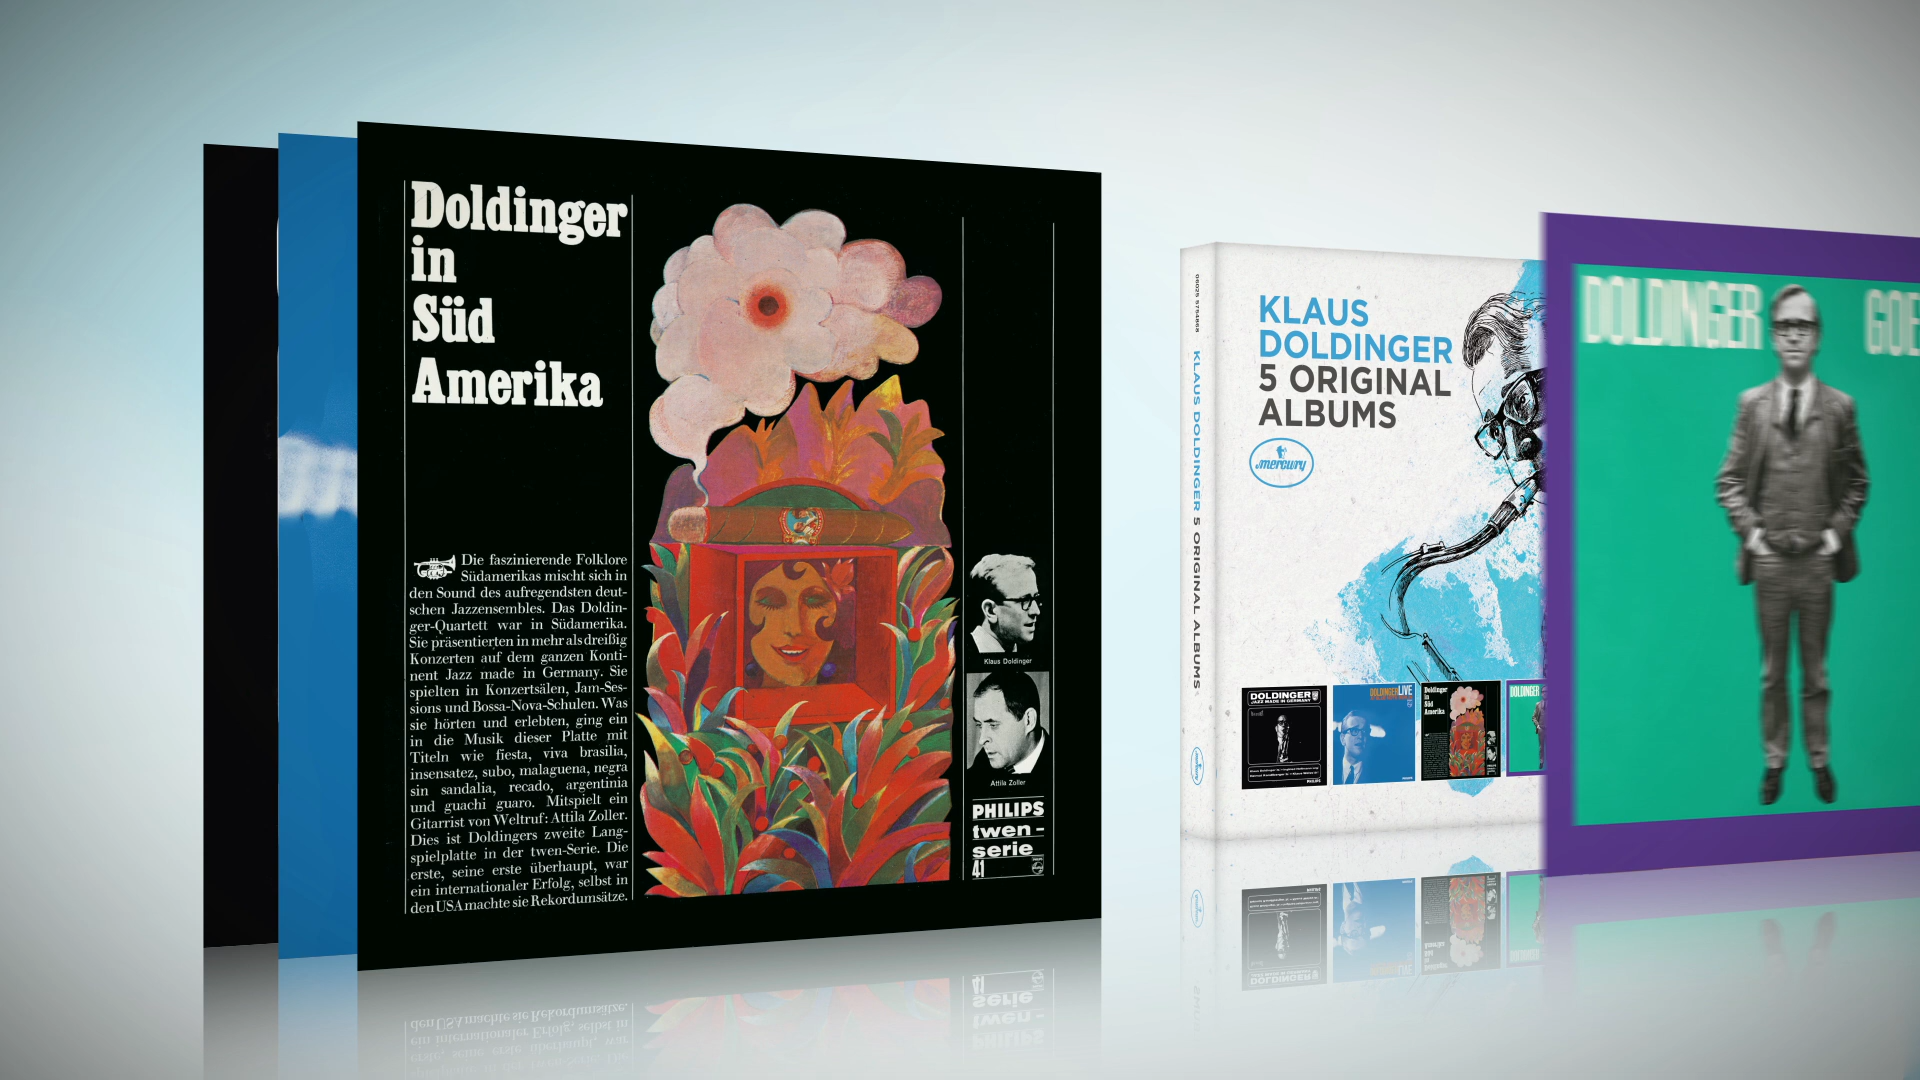 Doldinger
in
Süd
Amerika
Die faszinierende Folklore
Südamerikas mischt sich in
den Sound des aufregendsten deut-
schen Jazzensembles. Das Doldin-
ger-Quartett war in Südamerika.
Sie präsentierten in mehr als dreißig
Konzerten auf dem ganzen Konti-
nent Jazz made in Germany. Sie
spielten in Konzertsälen, Jam-Ses-
sions und Bossa-Nova-Schulen. Was
sie hörten und erlebten, ging ein
in die Musik dieser Platte mit
Titeln wie fiesta, viva brasilia,
insensatez, subo, malaguena, negra
sin sandalia, recado, argentinia
und guachi guaro. Mitspielt ein
Gitarrist von Weltruf: Attila Zoller.
Dies ist Doldingers zweite Lang-
spielplatte in der twen-Serie. Die
erste, seine erste überhaupt, war
ein internationaler Erfolg, selbst in
den USA machte sie Rekordumsätze.
Klaus Doldinger
Attila Zoller
PHILIPS
twen-
serie
41
KLAUS DOLDINGER 5 ORIGINAL ALBUMS
KLAUS
DOLDINGER
5 ORIGINAL
ALBUMS
mercury
DOLDINGER
JAZZ MADE IN GERMANY
PHILIPS
DOLDINGER LIVE
Doldinger
in
Süd
Amerika
DOLDINGER
DOLDINGER GOE